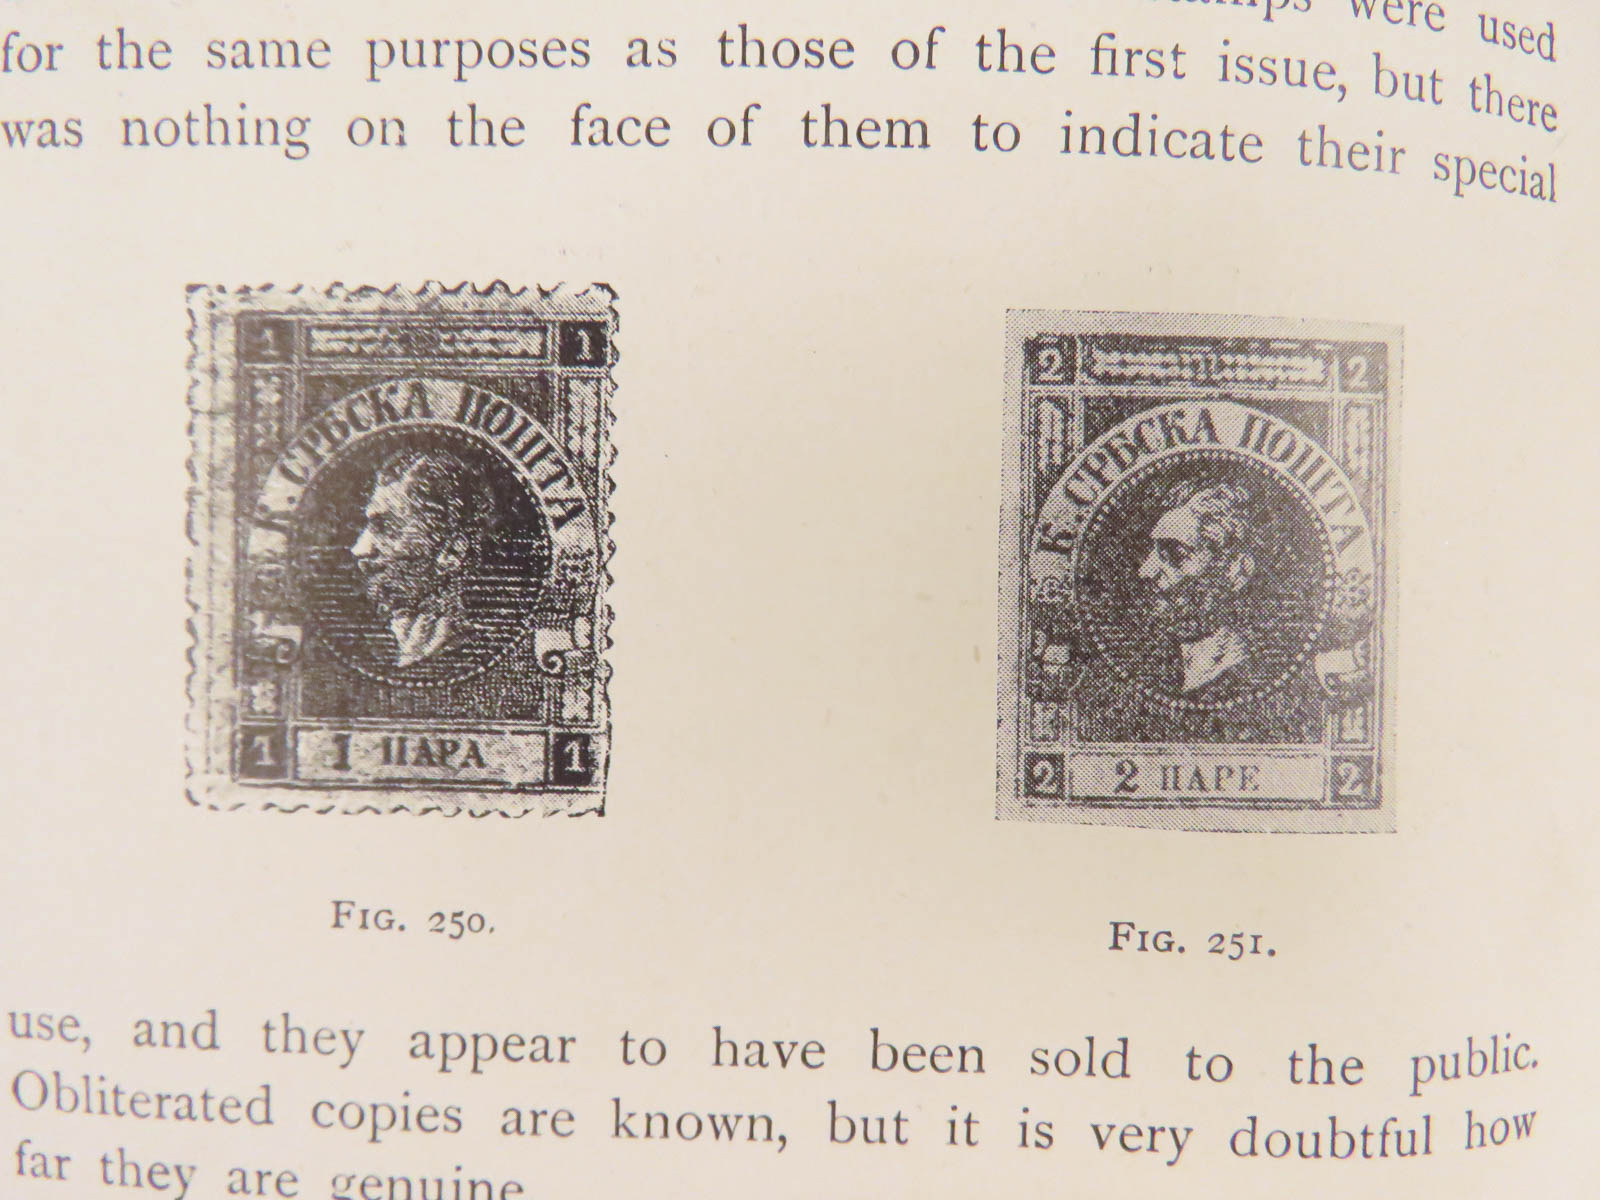 were used
for the same purposes as those of the first issue, but there
was nothing on the face of them to indicate their special
1 1
К. СРБСКА ПОШТА
1 1 ПАРА 1
2 2
К. СРБСКА ПОШТА
2 2 ПАРЕ 2
FIG. 250.
FIG. 251.
use, and they appear to have been sold to the public.
Obliterated copies are known, but it is very doubtful how
far they are genuine